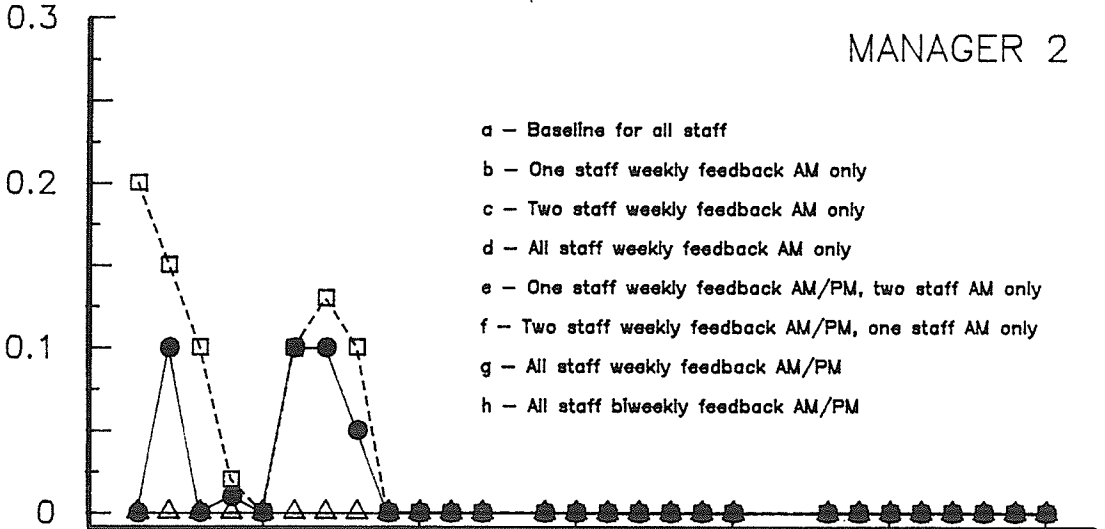 0.3
MANAGER 2
a – Baseline for all staff
b – One staff weekly feedback AM only
0.2
c – Two staff weekly feedback AM only
d – All staff weekly feedback AM only
e – One staff weekly feedback AM/PM, two staff AM only
f – Two staff weekly feedback AM/PM, one staff AM only
0.1
g – All staff weekly feedback AM/PM
h – All staff biweekly feedback AM/PM
0